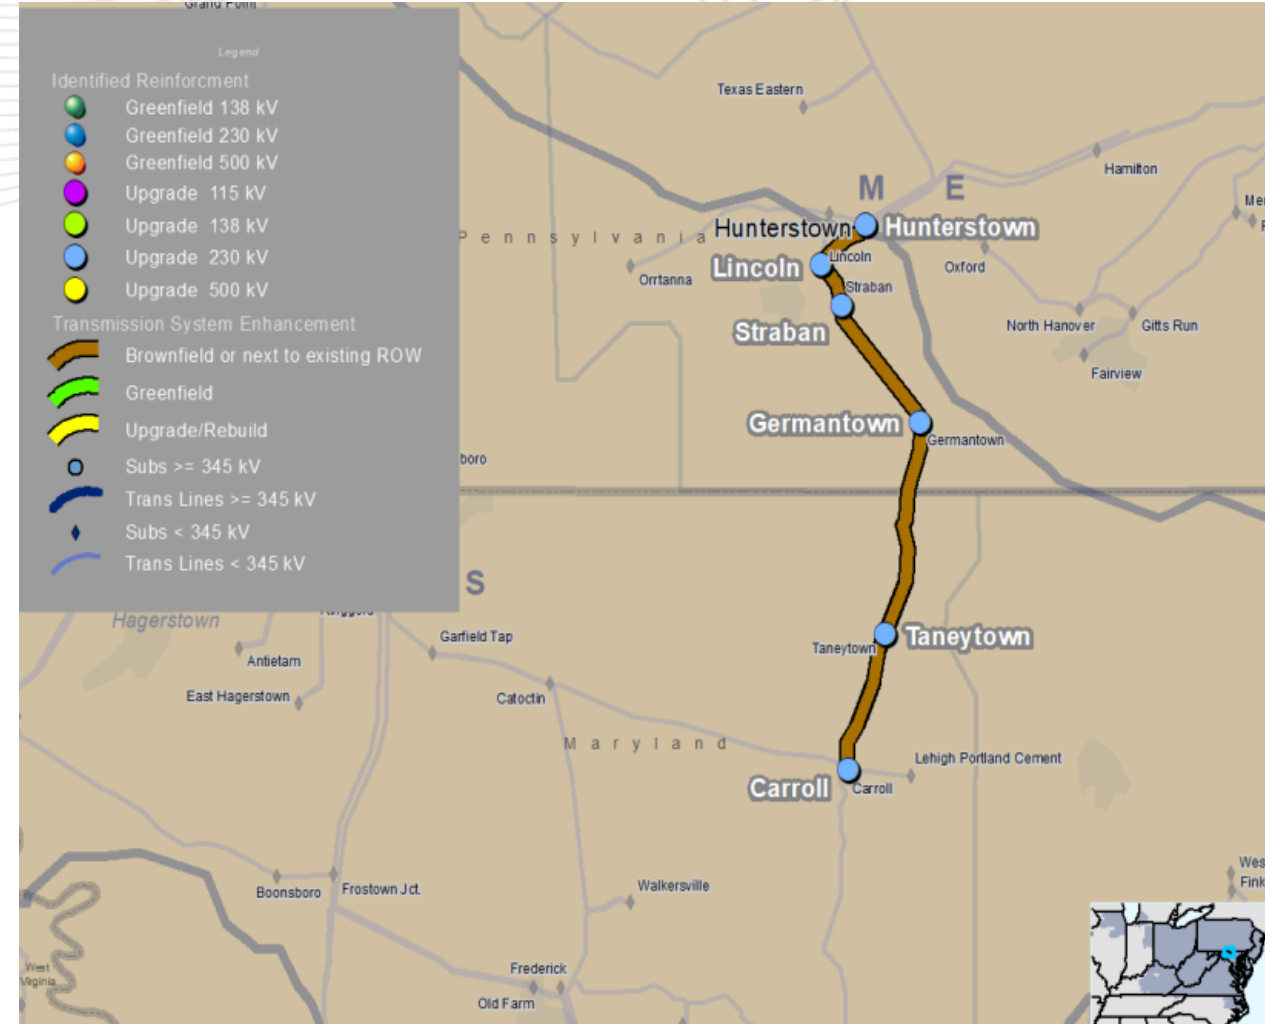 Grand Point
Legend
Identified Reinforcment
Greenfield 138 kV
Greenfield 230 kV
Greenfield 500 kV
Upgrade 115 kV
Upgrade 138 kV
Upgrade 230 kV
Upgrade 500 kV
Transmission System Enhancement
Brownfield or next to existing ROW
Greenfield
Upgrade/Rebuild
Subs >= 345 kV
Trans Lines >= 345 kV
Subs < 345 kV
Trans Lines < 345 kV
Texas Eastern
Hamilton
M E
Hunterstown
Hunterstown
Pennsylvania
Lincoln
Lincoln
Oxford
Orrtanna
Straban
Straban
North Hanover
Gitts Run
Fairview
Germantown
Germantown
boro
S
Hagerstown
Garfield Tap
Taneytown
Taneytown
Antietam
East Hagerstown
Catoctin
Maryland
Lehigh Portland Cement
Carroll
Carroll
Boonsboro
Frostown Jct.
Walkersville
Wes
Fink
West
Virginia
Frederick
Old Farm